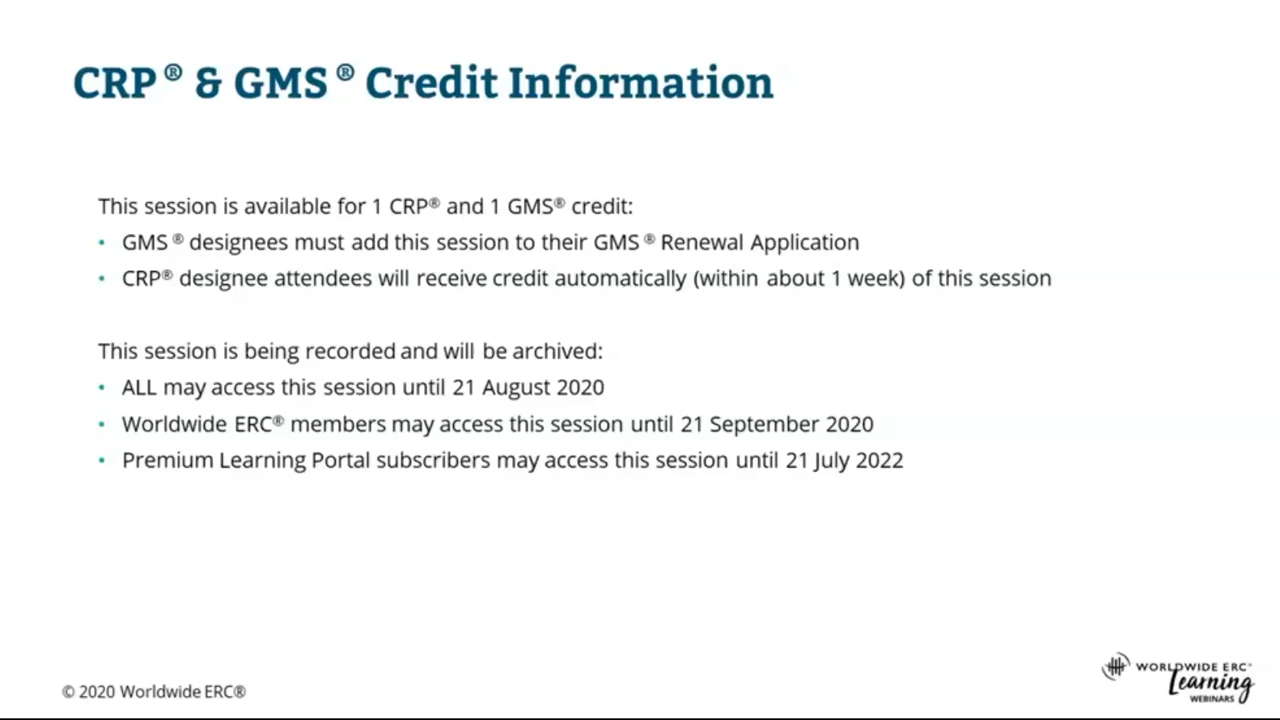 CRP® & GMS® Credit Information
This session is available for 1 CRP® and 1 GMS® credit:
• GMS® designees must add this session to their GMS® Renewal Application
• CRP® designee attendees will receive credit automatically (within about 1 week) of this session
This session is being recorded and will be archived:
• ALL may access this session until 21 August 2020
• Worldwide ERC® members may access this session until 21 September 2020
• Premium Learning Portal subscribers may access this session until 21 July 2022
© 2020 Worldwide ERC®
WORLDWIDE ERC®
Learning
WEBINARS